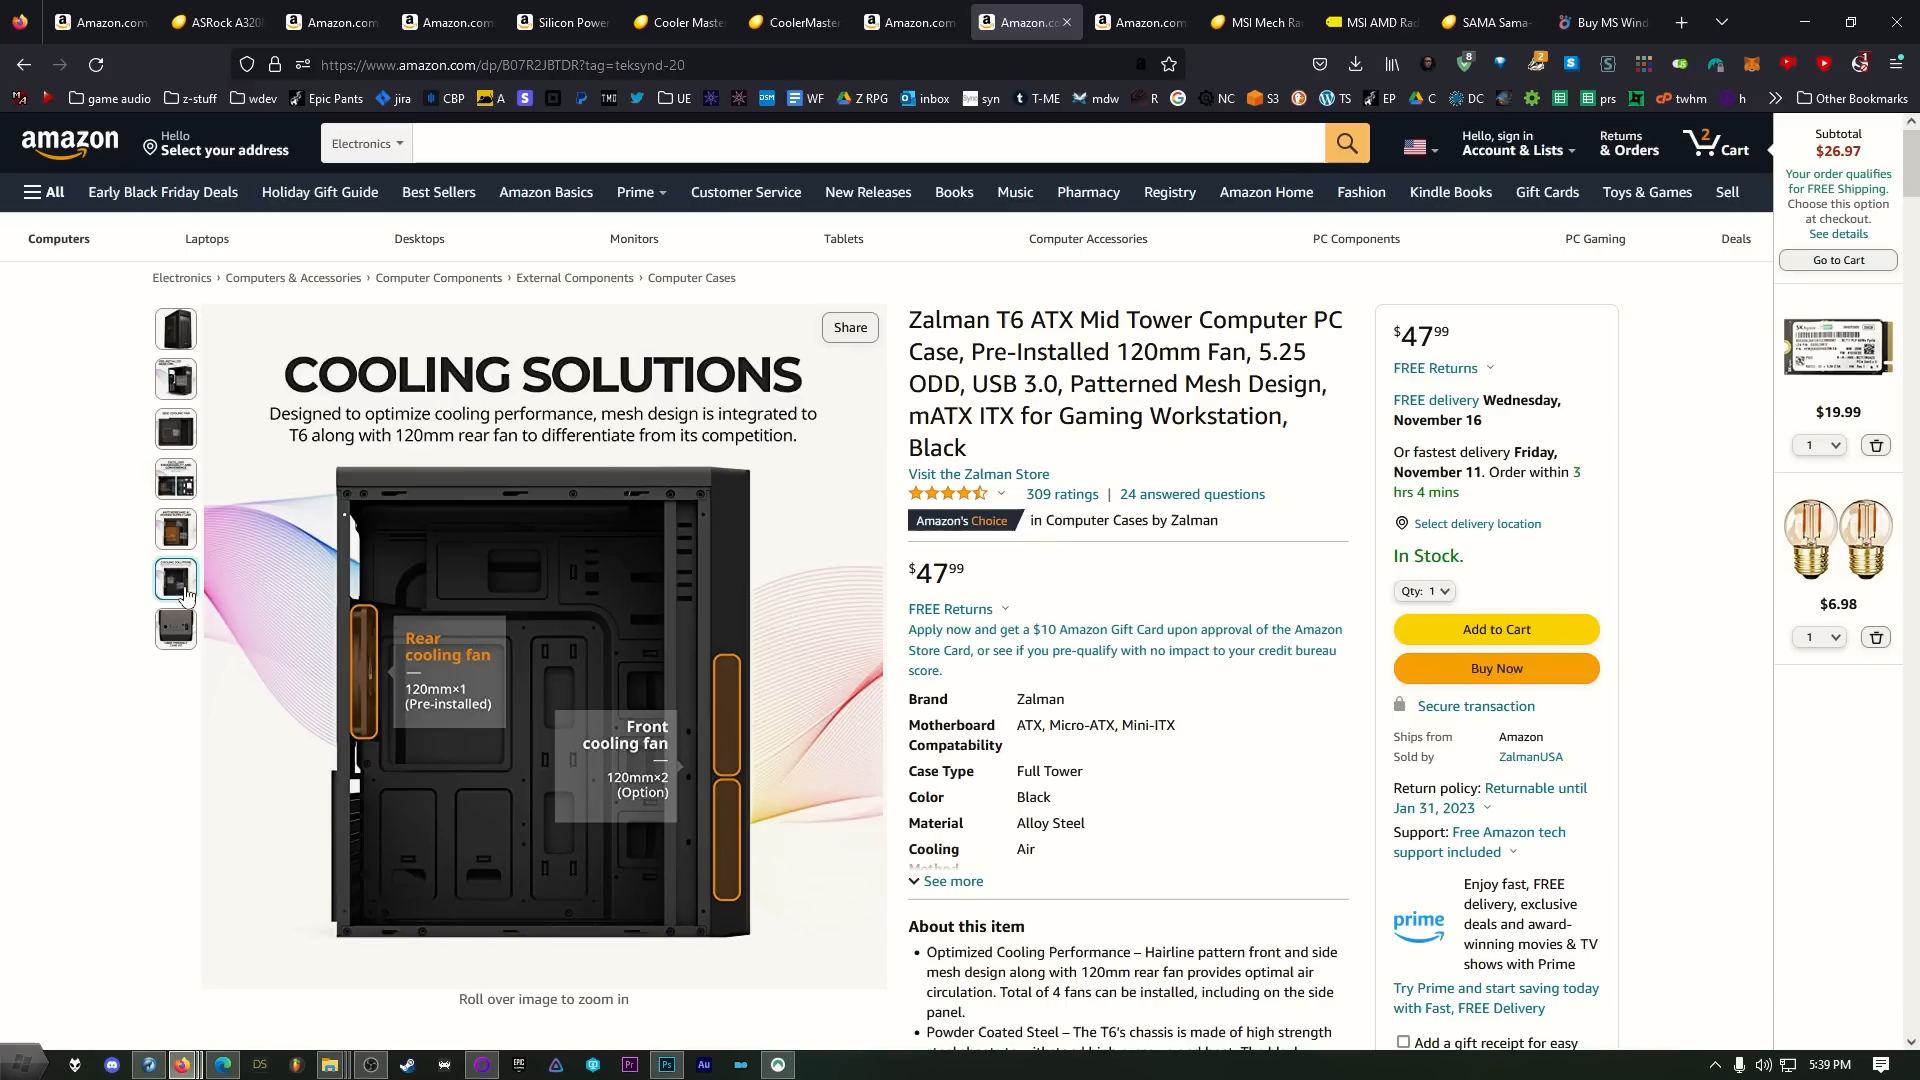 Amazon.com
ASRock A320
Amazon.com
Amazon.com
Silicon Power
Cooler Maste
CoolerMaster
Amazon.com
Amazon.co
Amazon.com
MSI Mech Ra
MSI AMD Rad
SAMA Sama-
Buy MS Wind
https://www.amazon.com/dp/B07R2JBTDR?tag=teksynd-20
game audio
z-stuff
wdev
Epic Pants
jira
CBP
A
UE
WF
Z RPG
inbox
syn
T-ME
mdw
R
NC
S3
TS
EP
C
DC
prs
twhm
h
Other Bookmarks
amazon
Hello
Select your address
Electronics
Hello, sign in
Account & Lists
Returns
& Orders
2
Cart
All
Early Black Friday Deals
Holiday Gift Guide
Best Sellers
Amazon Basics
Prime
Customer Service
New Releases
Books
Music
Pharmacy
Registry
Amazon Home
Fashion
Kindle Books
Gift Cards
Toys & Games
Sell
Computers
Laptops
Desktops
Monitors
Tablets
Computer Accessories
PC Components
PC Gaming
Deals
Electronics › Computers & Accessories › Computer Components › External Components › Computer Cases
Share
COOLING SOLUTIONS
Designed to optimize cooling performance, mesh design is integrated to
T6 along with 120mm rear fan to differentiate from its competition.
Rear
cooling fan
120mm×1
(Pre-installed)
Front
cooling fan
120mm×2
(Option)
Roll over image to zoom in
Zalman T6 ATX Mid Tower Computer PC
Case, Pre-Installed 120mm Fan, 5.25
ODD, USB 3.0, Patterned Mesh Design,
mATX ITX for Gaming Workstation,
Black
Visit the Zalman Store
309 ratings | 24 answered questions
Amazon's Choice in Computer Cases by Zalman
$47 99
FREE Returns
Apply now and get a $10 Amazon Gift Card upon approval of the Amazon
Store Card, or see if you pre-qualify with no impact to your credit bureau
score.
Brand Zalman
Motherboard ATX, Micro-ATX, Mini-ITX
Compatability
Case Type Full Tower
Color Black
Material Alloy Steel
Cooling Air
Method
See more
About this item
• Optimized Cooling Performance – Hairline pattern front and side
mesh design along with 120mm rear fan provides optimal air
circulation. Total of 4 fans can be installed, including on the side
panel.
• Powder Coated Steel – The T6's chassis is made of high strength
$47 99
FREE Returns
FREE delivery Wednesday,
November 16
Or fastest delivery Friday,
November 11. Order within 3
hrs 4 mins
Select delivery location
In Stock.
Qty: 1
Add to Cart
Buy Now
Secure transaction
Ships from Amazon
Sold by ZalmanUSA
Return policy: Returnable until
Jan 31, 2023
Support: Free Amazon tech
support included
prime
Enjoy fast, FREE
delivery, exclusive
deals and award-
winning movies & TV
shows with Prime
Try Prime and start saving today
with Fast, FREE Delivery
Add a gift receipt for easy
Subtotal
$26.97
Your order qualifies
for FREE Shipping.
Choose this option
at checkout.
See details
Go to Cart
$19.99
1
$6.98
1
5:39 PM